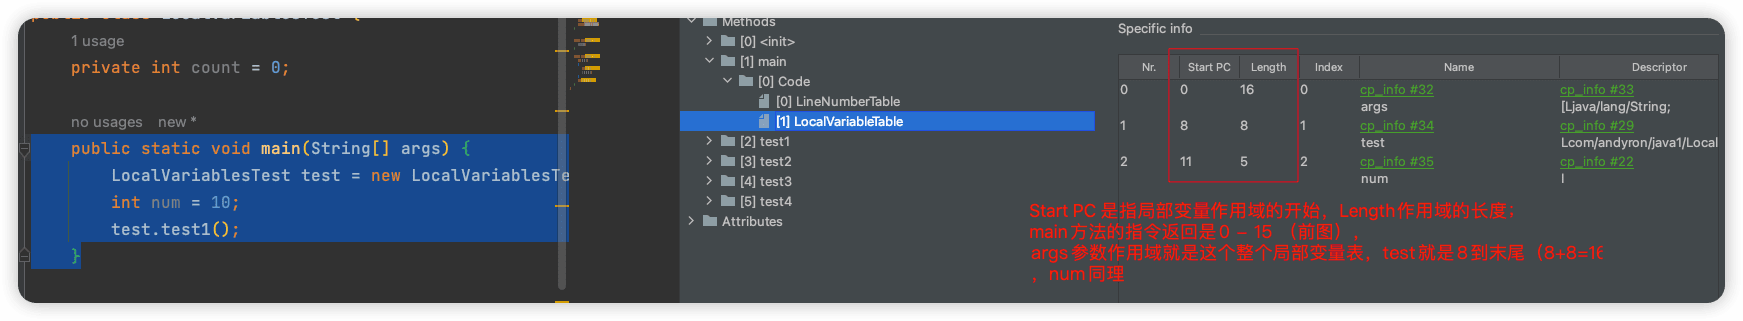 1 usage
private int count = 0;
no usages new *
public static void main(String[] args) {
LocalVariablesTest test = new LocalVariablesTe
int num = 10;
test.test1();
}
Methods
[0] <init>
[1] main
[0] Code
[0] LineNumberTable
[1] LocalVariableTable
[2] test1
[3] test2
[4] test3
[5] test4
Attributes
Specific info
Nr. Start PC Length Index Name Descriptor
0 0 16 0 cp_info #32 cp_info #33
args [Ljava/lang/String;
1 8 8 1 cp_info #34 cp_info #29
test Lcom/andyron/java1/Local
2 11 5 2 cp_info #35 cp_info #22
num I
Start PC 是指局部变量作用域的开始，Length作用域的长度；
main方法的指令返回是0 – 15 （前图），
args参数作用域就是这个整个局部变量表，test就是8到末尾（8+8=16
，num同理